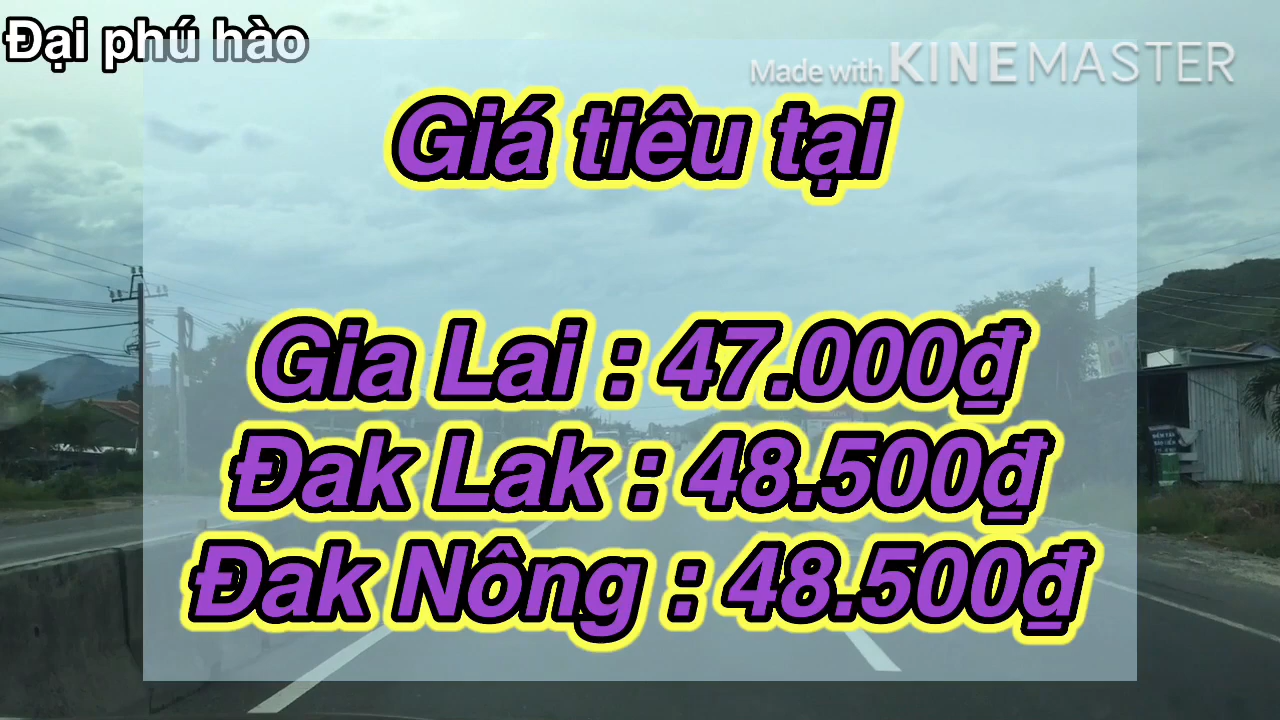 Đại phú hào
Made with KINEMASTER
Giá tiêu tại
Gia Lai : 47.000₫
Đak Lak : 48.500₫
Đak Nông : 48.500₫